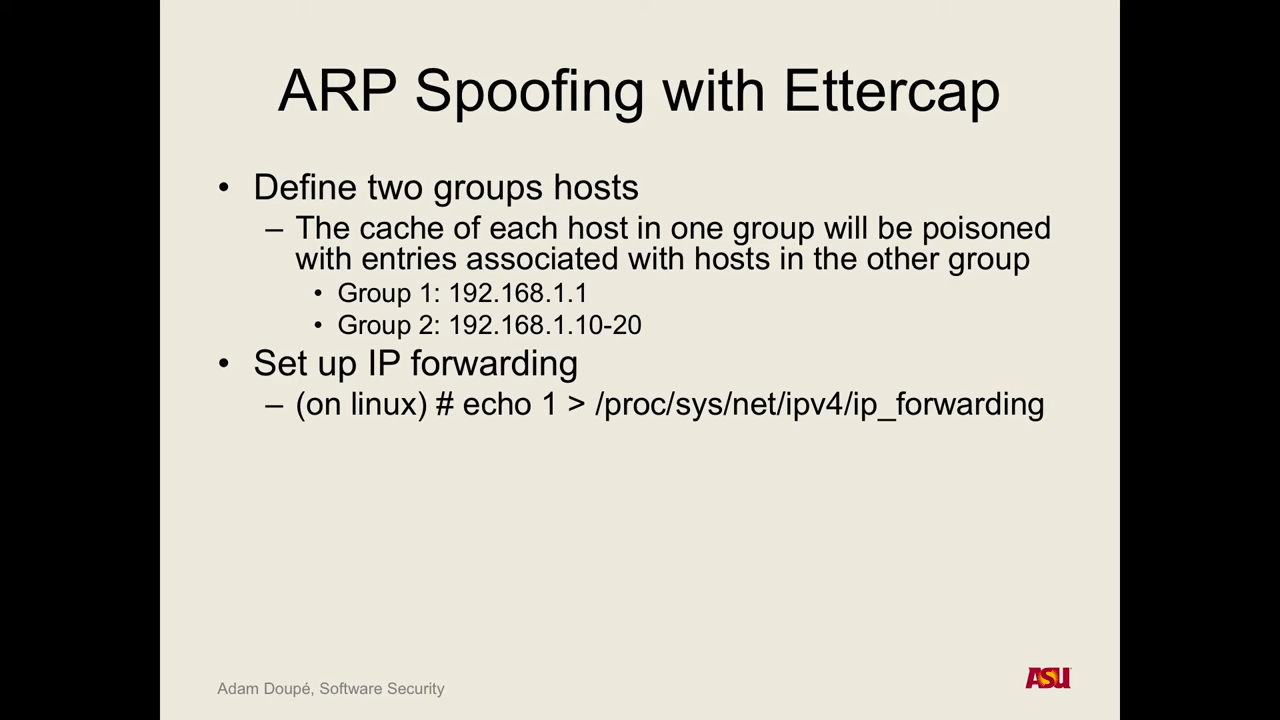 ARP Spoofing with Ettercap
• Define two groups hosts
– The cache of each host in one group will be poisoned
with entries associated with hosts in the other group
• Group 1: 192.168.1.1
• Group 2: 192.168.1.10-20
• Set up IP forwarding
– (on linux) # echo 1 > /proc/sys/net/ipv4/ip_forwarding
Adam Doupé, Software Security
ASU